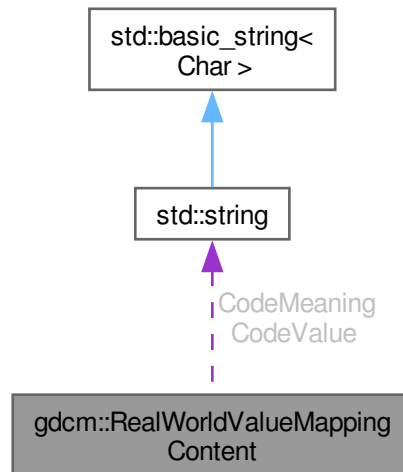 std::basic_string<
Char >
std::string
CodeMeaning
CodeValue
gdcm::RealWorldValueMapping
Content